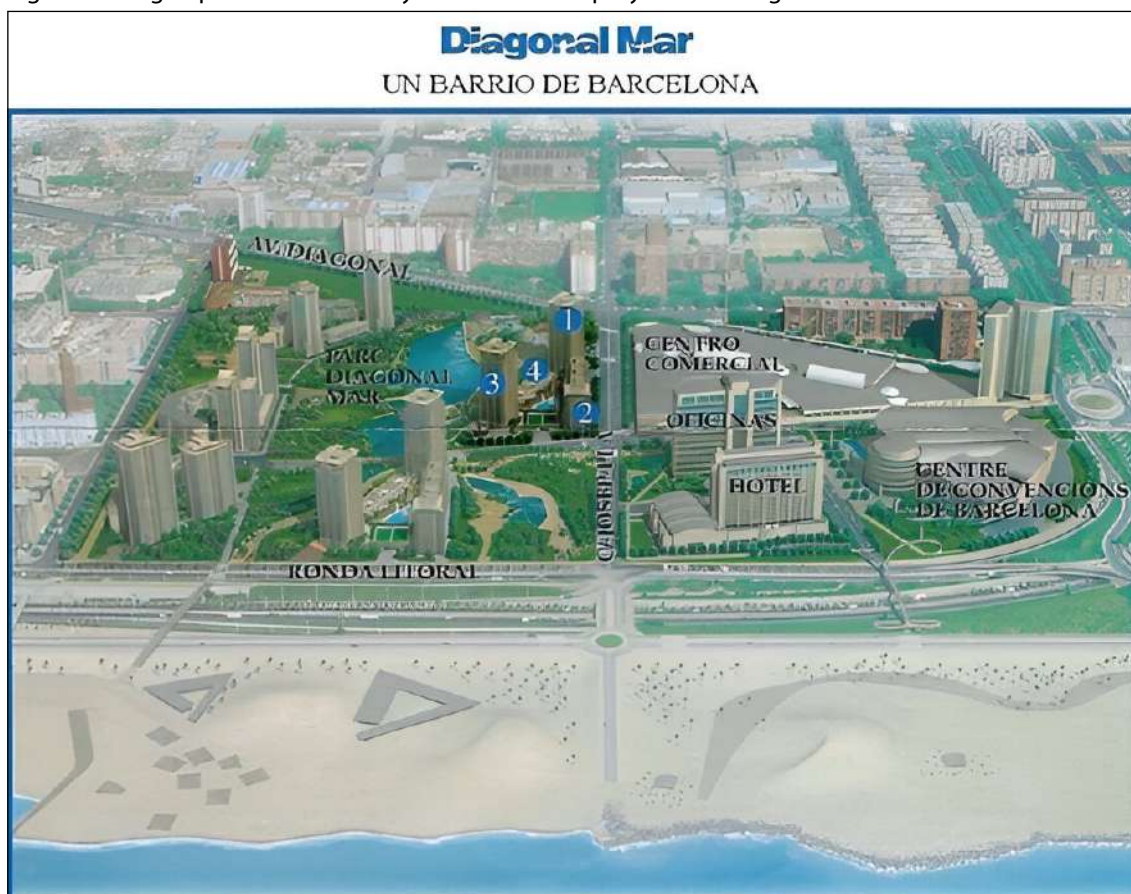 Diagonal Mar
UN BARRIO DE BARCELONA
AV. DIAGONAL
1
PARC
DIAGONAL
MAR
3
4
2
CENTRO
COMERCIAL
OFICINAS
HOTEL
CENTRE
DE CONVENCIONS
DE BARCELONA
RONDA LITORAL